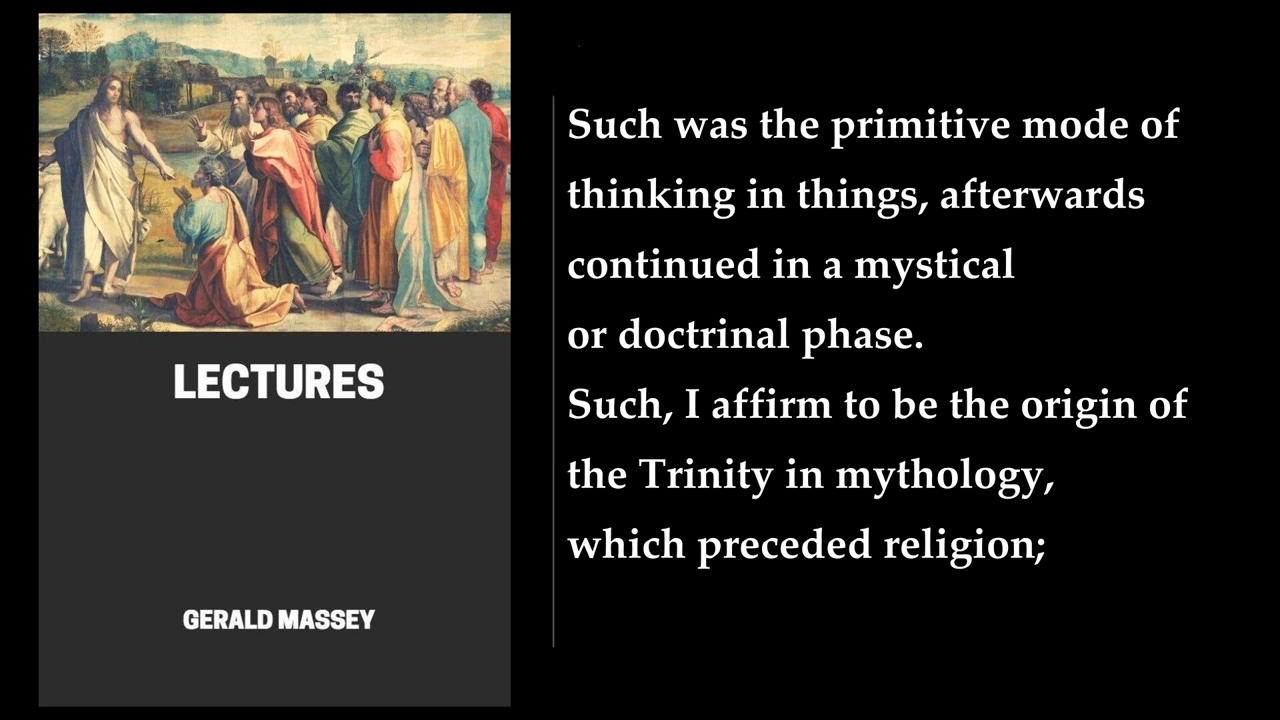 LECTURES
GERALD MASSEY
Such was the primitive mode of
thinking in things, afterwards
continued in a mystical
or doctrinal phase.
Such, I affirm to be the origin of
the Trinity in mythology,
which preceded religion;